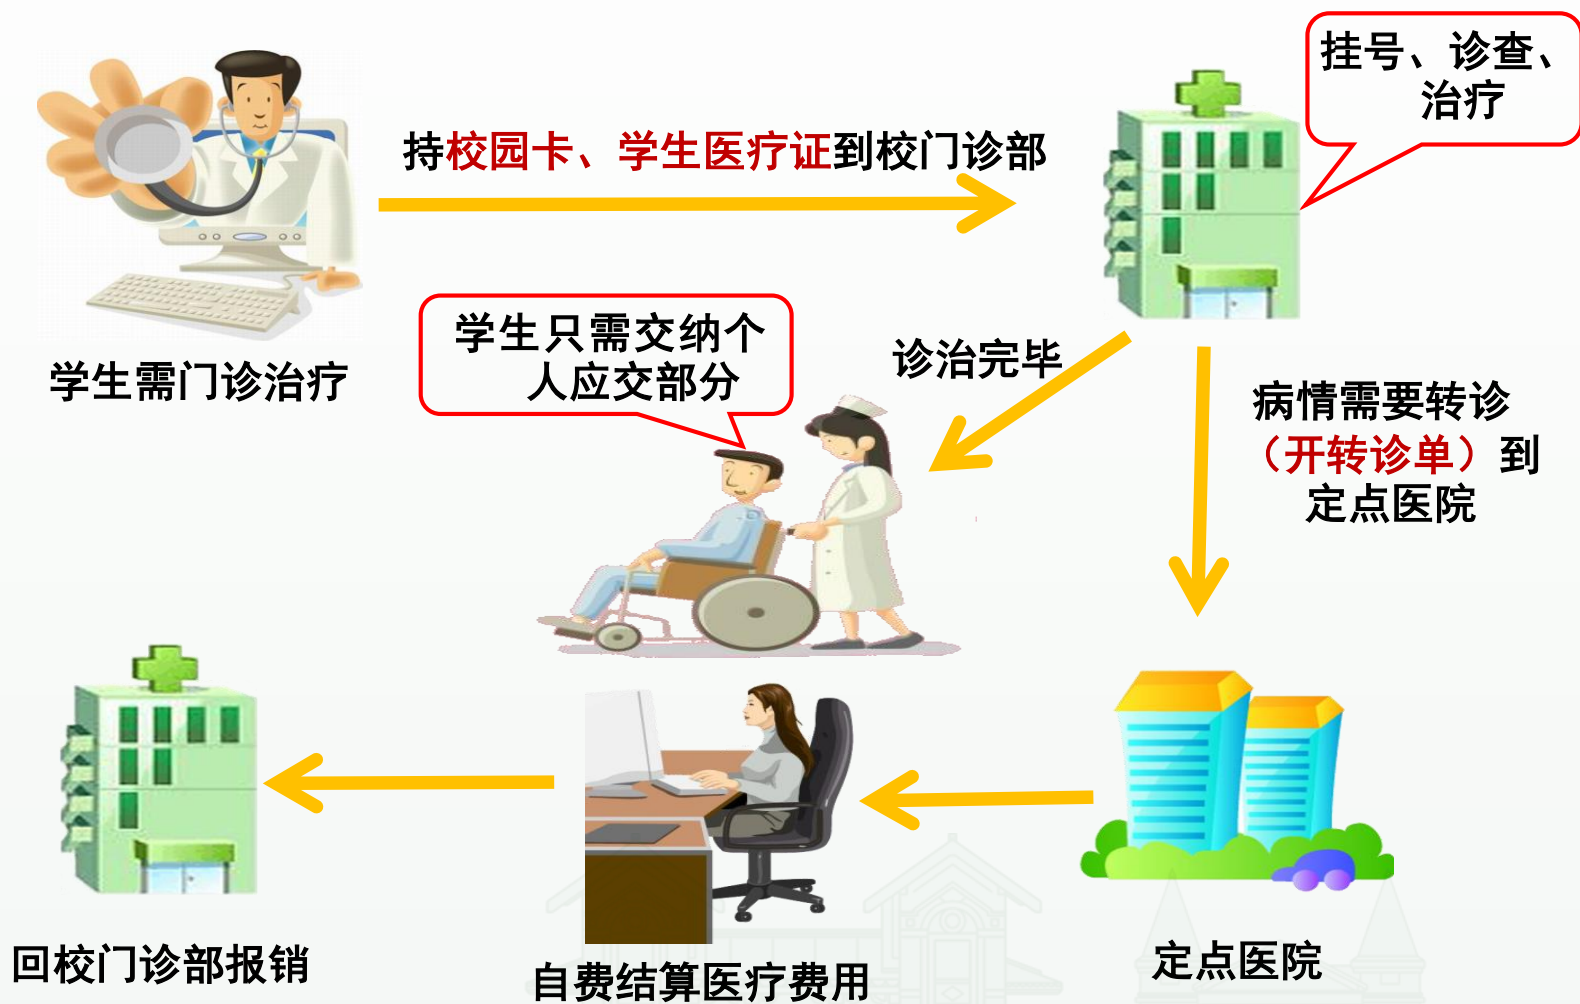 挂号、诊查、
治疗
持校园卡、学生医疗证到校门诊部
学生需门诊治疗
学生只需交纳个
人应交部分
诊治完毕
病情需要转诊
（开转诊单）到
定点医院
回校门诊部报销
自费结算医疗费用
定点医院